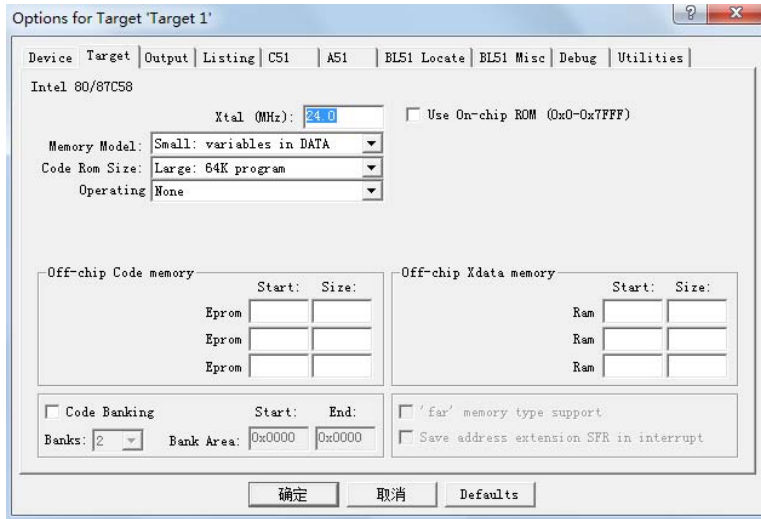 Options for Target 'Target 1'
Device Target Output Listing C51 A51 BL51 Locate BL51 Misc Debug Utilities
Intel 80/87C58
Xtal (MHz): 24.0 Use On-chip ROM (0x0-0x7FFF)
Memory Model: Small: variables in DATA
Code Rom Size: Large: 64K program
Operating None
Off-chip Code memory Off-chip Xdata memory
Start: Size: Start: Size:
Eprom Ram
Eprom Ram
Eprom Ram
Code Banking Start: End: 'far' memory type support
Banks: 2 Bank Area: 0x0000 0x0000 Save address extension SFR in interrupt
确定 取消 Defaults